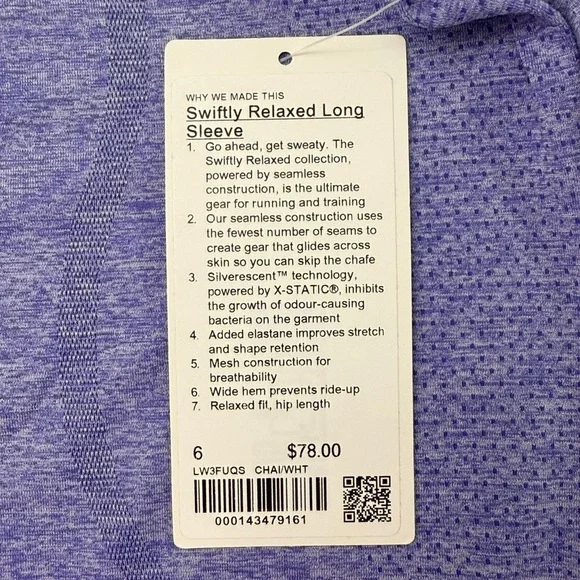 WHY WE MADE THIS
Swiftly Relaxed Long
Sleeve
1. Go ahead, get sweaty. The
Swiftly Relaxed collection,
powered by seamless
construction, is the ultimate
gear for running and training
2. Our seamless construction uses
the fewest number of seams to
create gear that glides across
skin so you can skip the chafe
3. Silverescent™ technology,
powered by X-STATIC®, inhibits
the growth of odour-causing
bacteria on the garment
4. Added elastane improves stretch
and shape retention
5. Mesh construction for
breathability
6. Wide hem prevents ride-up
7. Relaxed fit, hip length
6 $78.00
LW3FUQS CHAI/WHT
000143479161